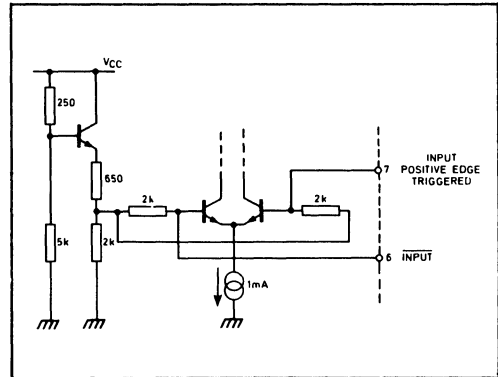 VCC
250
650
2k
2k
5k
2k
1mA
7
INPUT
POSITIVE EDGE
TRIGGERED
6 INPUT